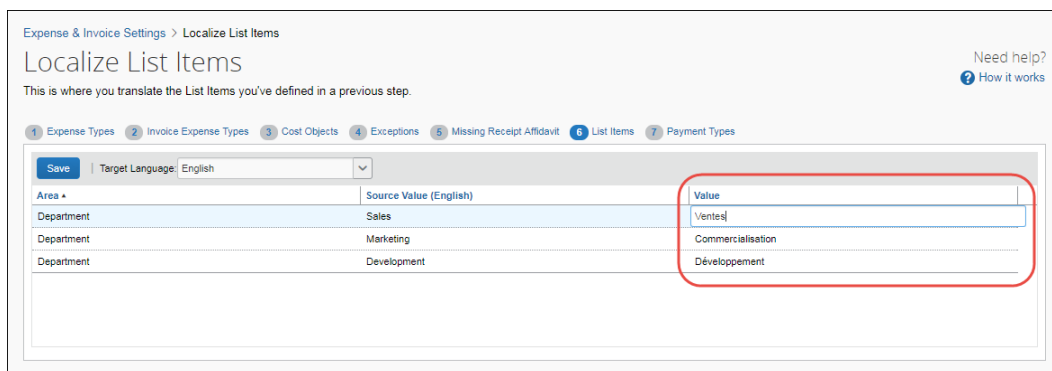 Expense & Invoice Settings > Localize List Items
Localize List Items
Need help?
? How it works
This is where you translate the List Items you've defined in a previous step.
1 Expense Types 2 Invoice Expense Types 3 Cost Objects 4 Exceptions 5 Missing Receipt Affidavit 6 List Items 7 Payment Types
Save | Target Language: English
Area Source Value (English) Value
Department Sales Ventes
Department Marketing Commercialisation
Department Development Développement